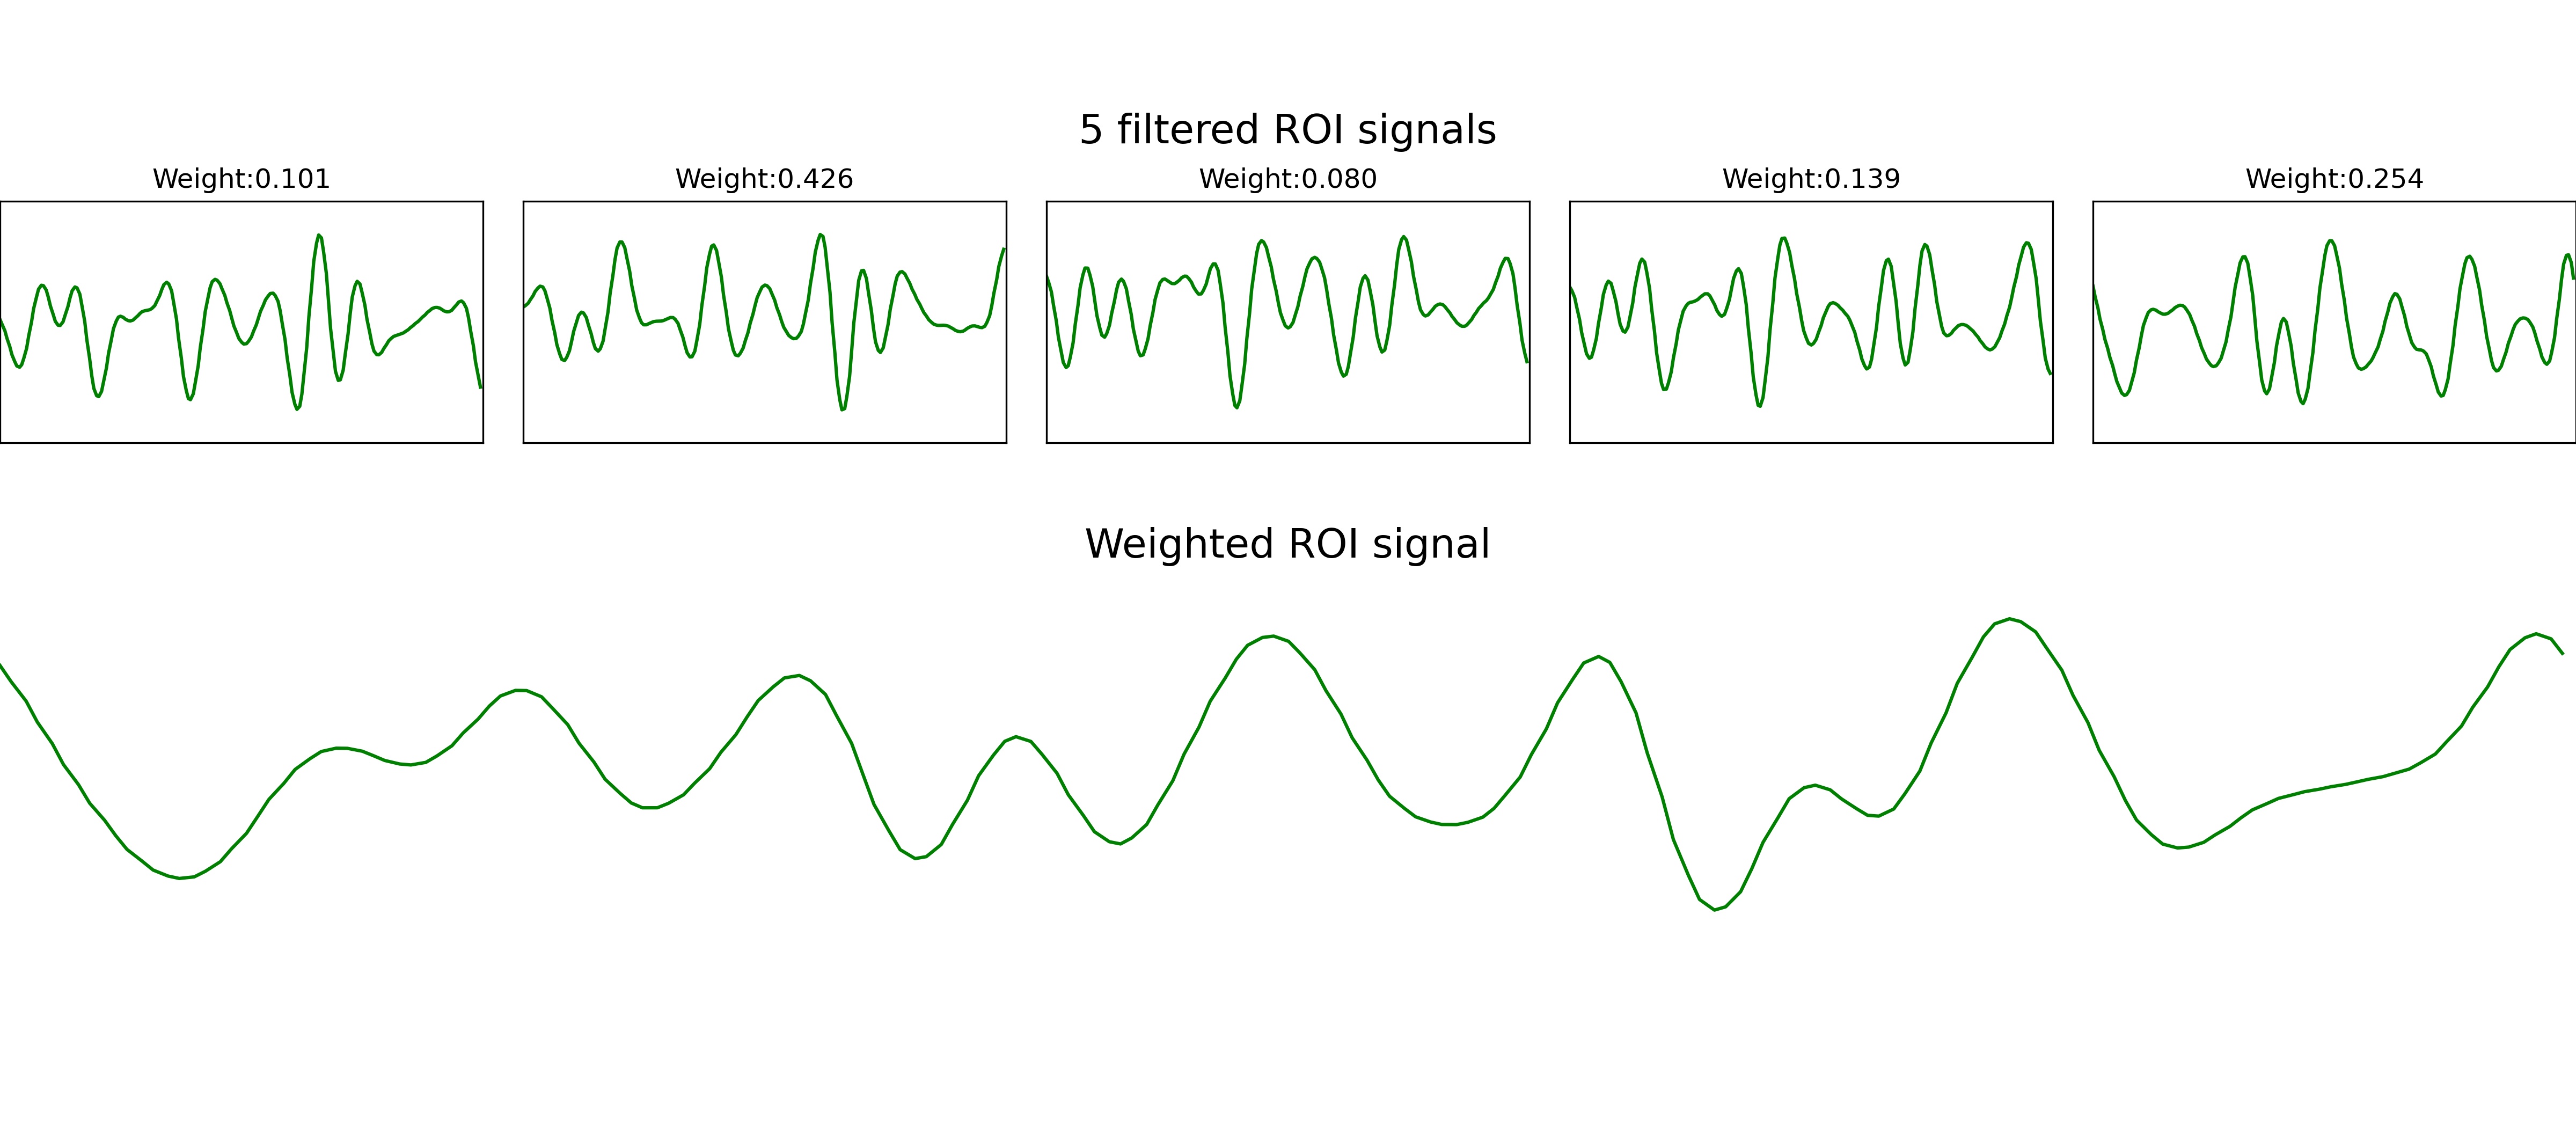 5 filtered ROI signals
Weight:0.101 Weight:0.426 Weight:0.080 Weight:0.139 Weight:0.254
Weighted ROI signal